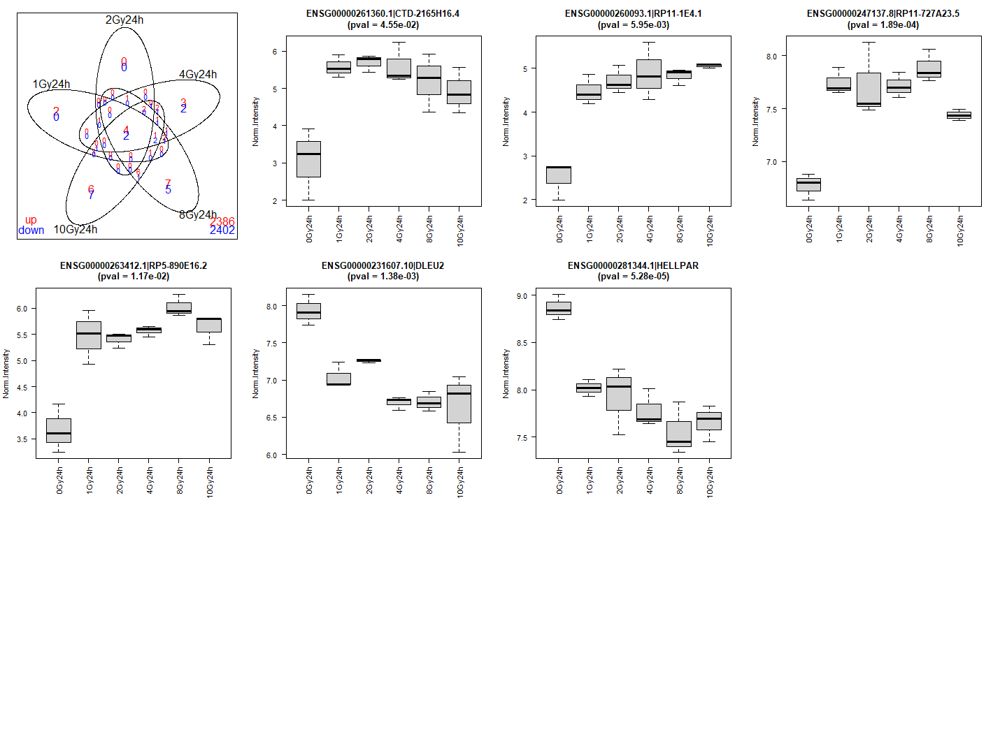 2Gy24h
4Gy24h
1Gy24h
0
0
3
2
2
0
4
2
6
7
7
5
8Gy24h
10Gy24h
up
down
2386
2402
ENSG00000261360.1|CTD-2165H16.4
(pval = 4.55e-02)
Norm.Intensity
6
5
4
3
2
0Gy24h
1Gy24h
2Gy24h
4Gy24h
8Gy24h
10Gy24h
ENSG00000260093.1|RP11-1E4.1
(pval = 5.95e-03)
Norm.Intensity
5
4
3
2
0Gy24h
1Gy24h
2Gy24h
4Gy24h
8Gy24h
10Gy24h
ENSG00000247137.8|RP11-727A23.5
(pval = 1.89e-04)
Norm.Intensity
8.0
7.5
7.0
0Gy24h
1Gy24h
2Gy24h
4Gy24h
8Gy24h
10Gy24h
ENSG00000263412.1|RP5-890E16.2
(pval = 1.17e-02)
Norm.Intensity
6.0
5.5
5.0
4.5
4.0
3.5
0Gy24h
1Gy24h
2Gy24h
4Gy24h
8Gy24h
10Gy24h
ENSG00000231607.10|DLEU2
(pval = 1.38e-03)
Norm.Intensity
8.0
7.5
7.0
6.5
6.0
0Gy24h
1Gy24h
2Gy24h
4Gy24h
8Gy24h
10Gy24h
ENSG00000281344.1|HELLPAR
(pval = 5.28e-05)
Norm.Intensity
9.0
8.5
8.0
7.5
0Gy24h
1Gy24h
2Gy24h
4Gy24h
8Gy24h
10Gy24h